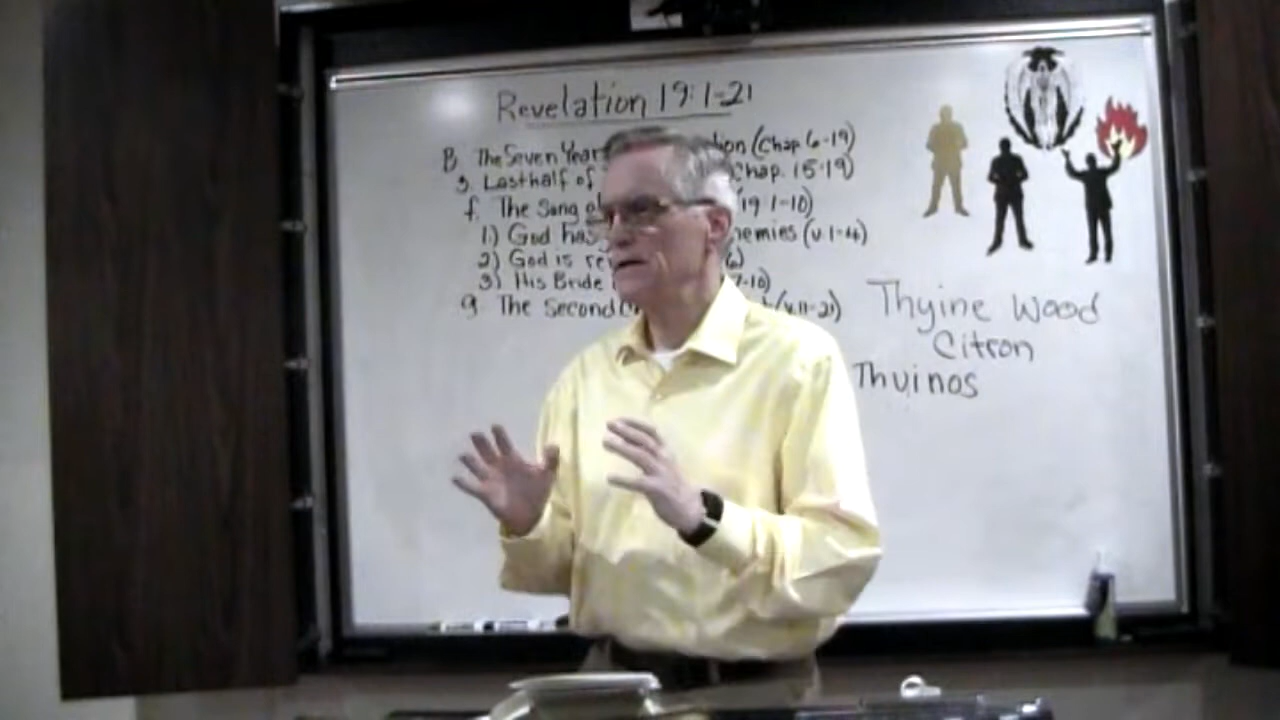 Revelation 19:1-21
B. The Seven Year (Chap 6-19)
3. Last half of Chap. 15-19)
f. The Song (19 1-10)
1.) God has (v.1-4)
2) God is
3) His Bride 7-10)
g. The Second (v.11-21)
Thyine Wood
Citron
Thuinos